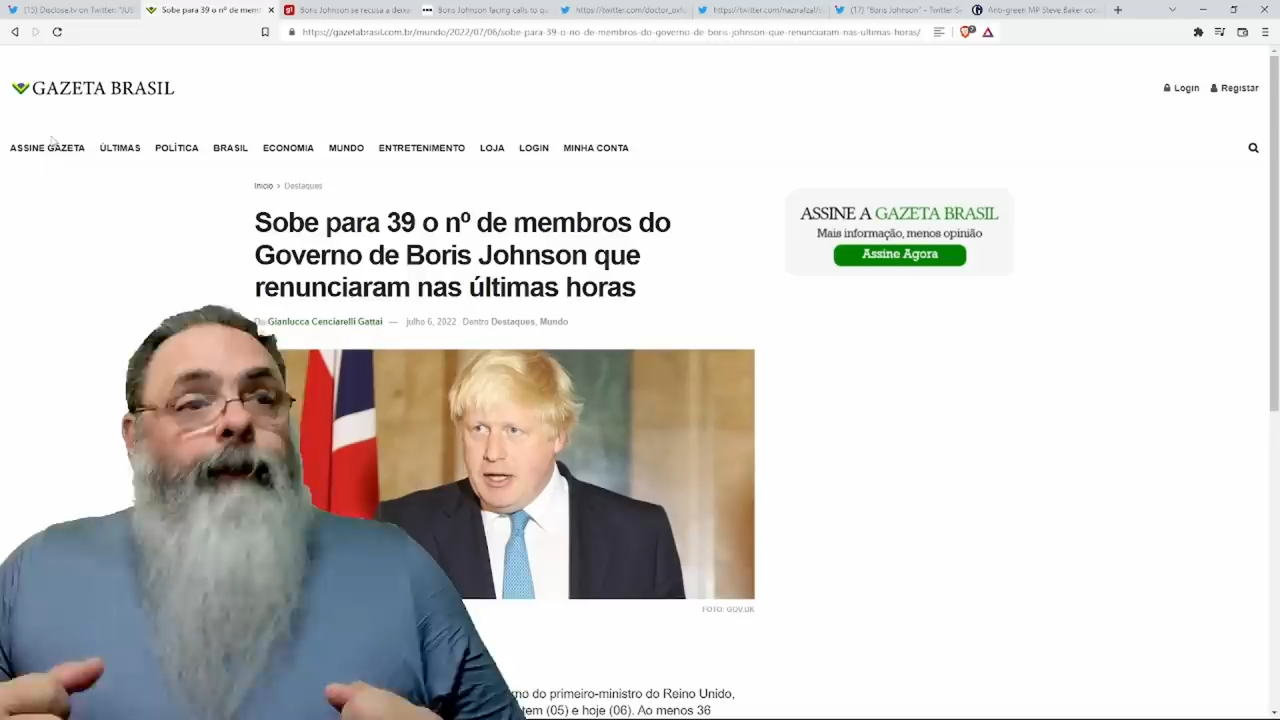 (15) Disclose.tv on Twitter: "JUS
Sobe para 39 o nº de mem
Boris Johnson se recusa a deixa
Boris Johnson facing calls to qu
https://twitter.com/doctor_oxfo
https://twitter.com/nazirafzal/st
(17) "Boris Johnson" - Twitter Se
Anti-green MP Steve Baker con
https://gazetabrasil.com.br/mundo/2022/07/06/sobe-para-39-o-no-de-membros-do-governo-de-boris-johnson-que-renunciaram-nas-ultimas-horas/
GAZETA BRASIL
Login
Registar
ASSINE GAZETA ÚLTIMAS POLÍTICA BRASIL ECONOMIA MUNDO ENTRETENIMENTO LOJA LOGIN MINHA CONTA
Início > Destaques
Sobe para 39 o nº de membros do
Governo de Boris Johnson que
renunciaram nas últimas horas
Gianlucca Cenciarelli Gattai — julho 6, 2022 Dentro Destaques, Mundo
ASSINE A GAZETA BRASIL
Mais informação, menos opinião
Assine Agora
FOTO: GOV.UK
do primeiro-ministro do Reino Unido,
(05) e hoje (06). Ao menos 36